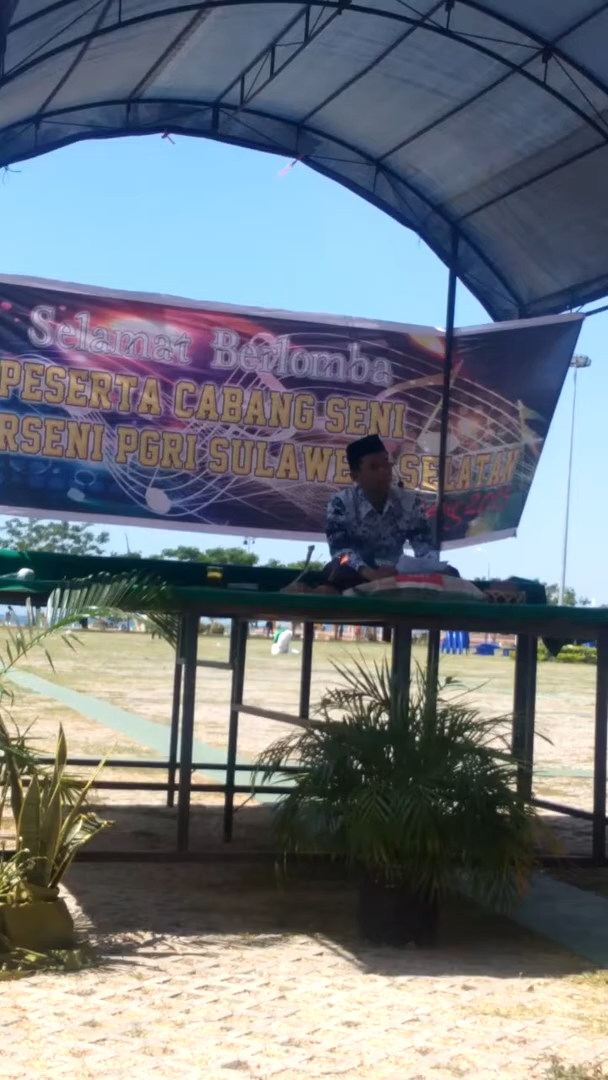 Selamat Berlomba
PESERTA CABANG SENI
RSENI PGRI SULAWE SELATAN